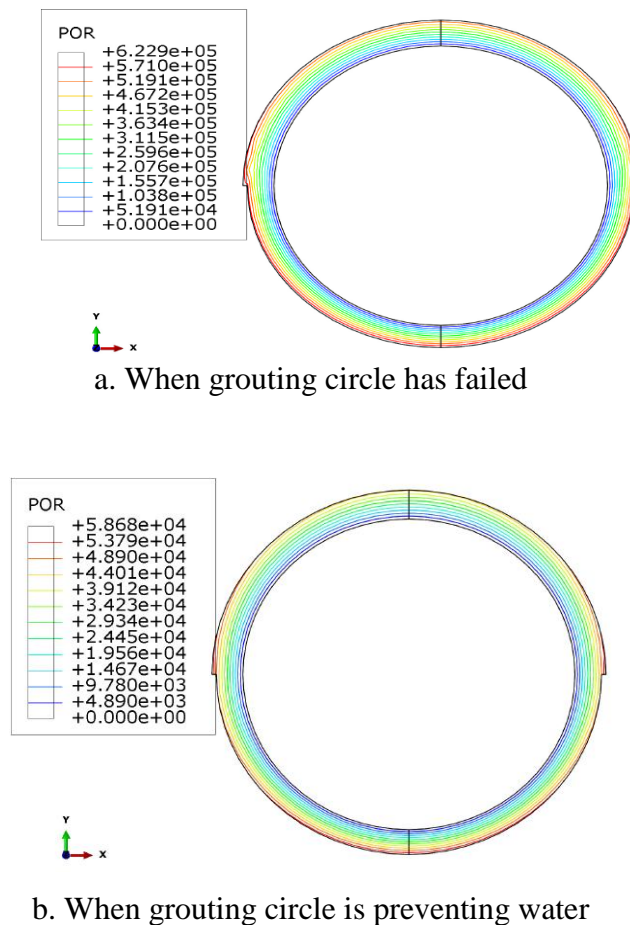 POR
+6.229e+05
+5.710e+05
+5.191e+05
+4.672e+05
+4.153e+05
+3.634e+05
+3.115e+05
+2.596e+05
+2.076e+05
+1.557e+05
+1.038e+05
+5.191e+04
+0.000e+00
Y
X
a. When grouting circle has failed
POR
+5.868e+04
+5.379e+04
+4.890e+04
+4.401e+04
+3.912e+04
+3.423e+04
+2.934e+04
+2.445e+04
+1.956e+04
+1.467e+04
+9.780e+03
+4.890e+03
+0.000e+00
Y
X
b. When grouting circle is preventing water